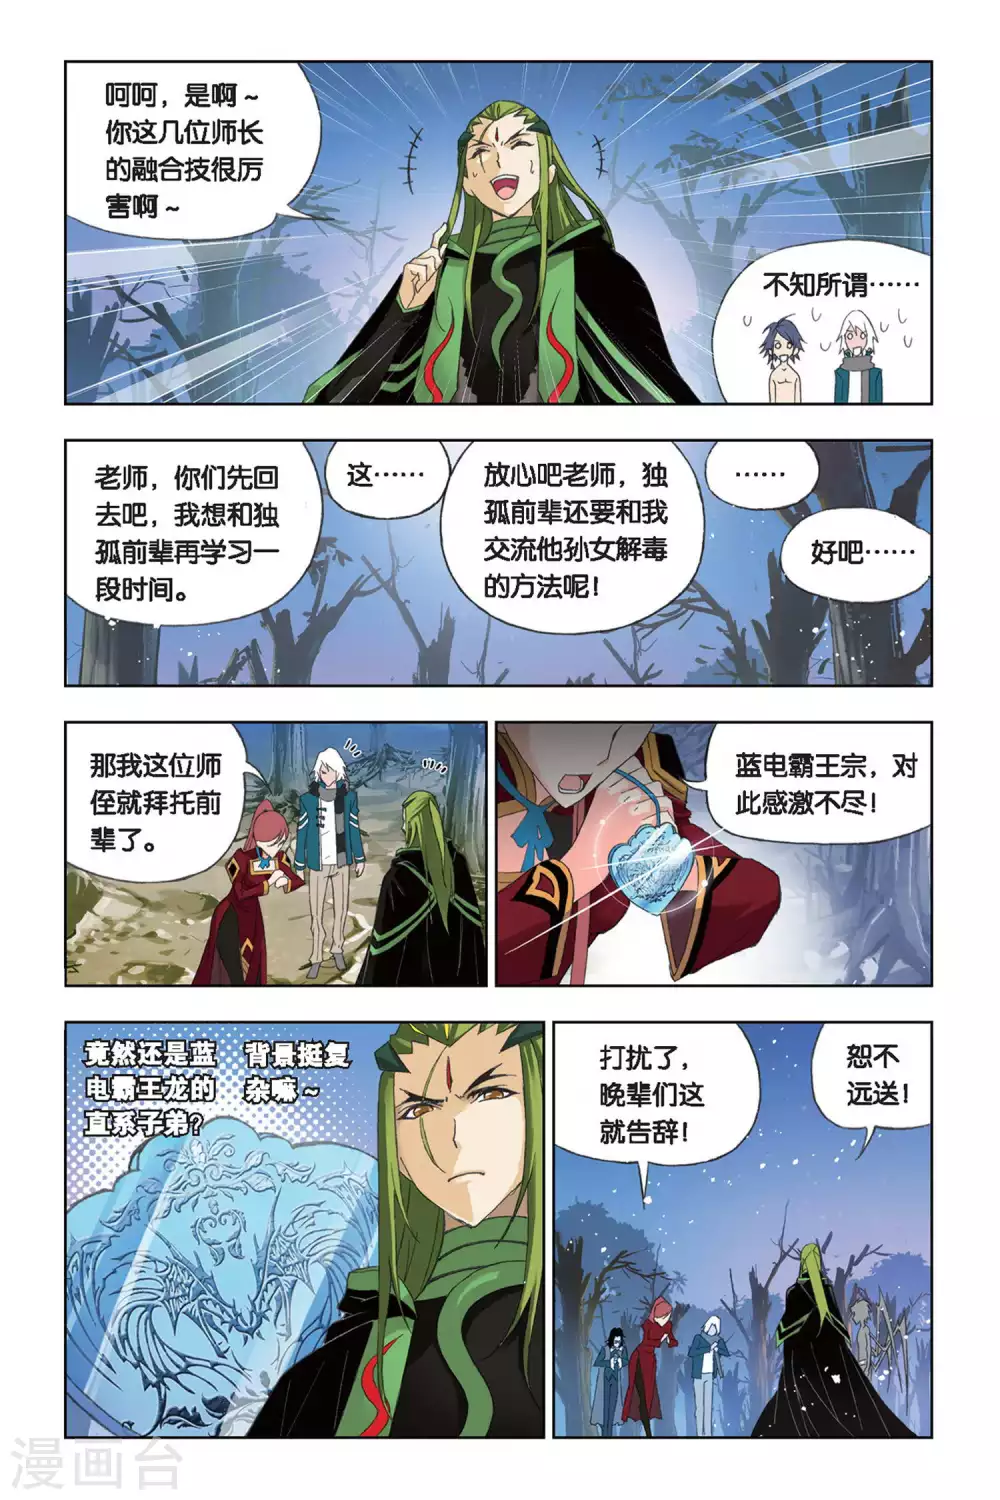 呵呵，是啊～
你这几位师长
的融合技很厉
害啊～
不知所谓……
老师，你们先回
去吧，我想和独
孤前辈再学习一
段时间。
这……
放心吧老师，独
孤前辈还要和我
交流他孙女解毒
的方法呢！
……
好吧……
那我这位师
侄就拜托前
辈了。
蓝电霸王宗，对
此感激不尽！
竟然还是蓝
电霸王龙的
直系子弟？
背景挺复
杂嘛～
打扰了，
晚辈们这
就告辞！
恕不
远送！
漫画台